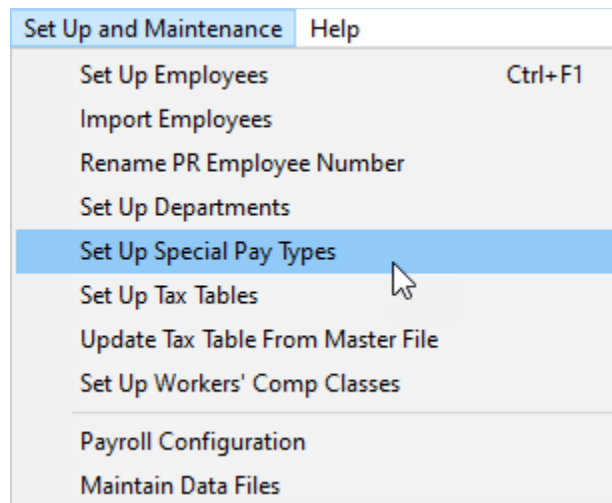 Set Up and Maintenance Help
Set Up Employees Ctrl+F1
Import Employees
Rename PR Employee Number
Set Up Departments
Set Up Special Pay Types
Set Up Tax Tables
Update Tax Table From Master File
Set Up Workers' Comp Classes
Payroll Configuration
Maintain Data Files